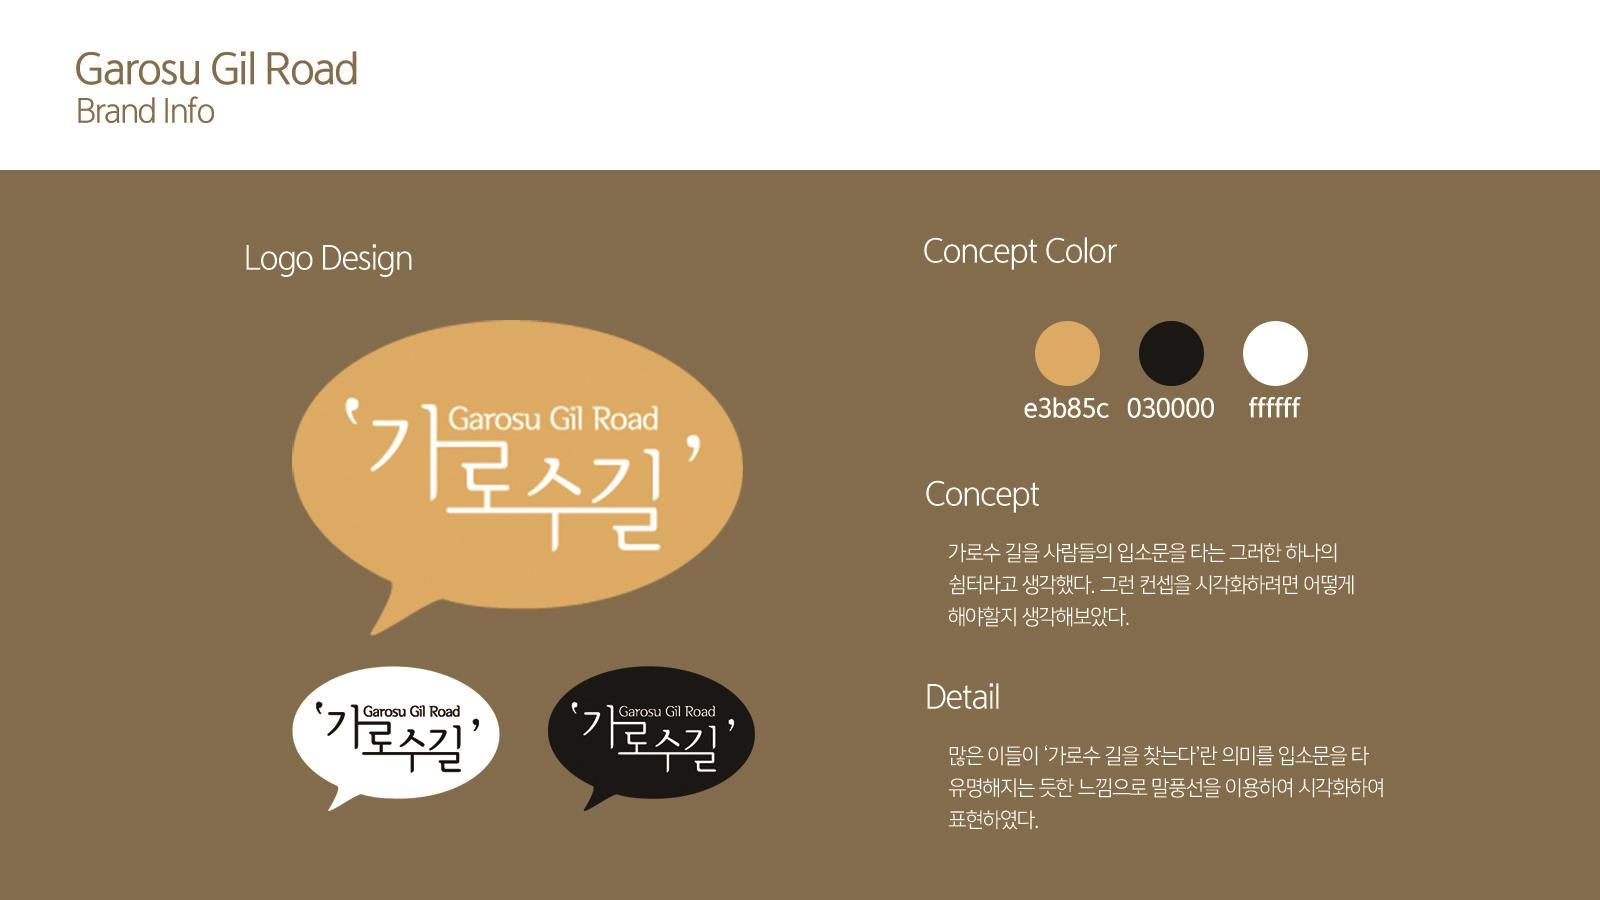 Garosu Gil Road
Brand Info
Logo Design
‘가로수길’
Garosu Gil Road
‘가로수길’
Garosu Gil Road
‘가로수길’
Garosu Gil Road
Concept Color
e3b85c 030000 ffffff
Concept
가로수 길을 사람들의 입소문을 타는 그러한 하나의
쉼터라고 생각했다. 그런 컨셉을 시각화하려면 어떻게
해야할지 생각해보았다.
Detail
많은 이들이 ‘가로수 길을 찾는다’란 의미를 입소문을 타
유명해지는 듯한 느낌으로 말풍선을 이용하여 시각화하여
표현하였다.